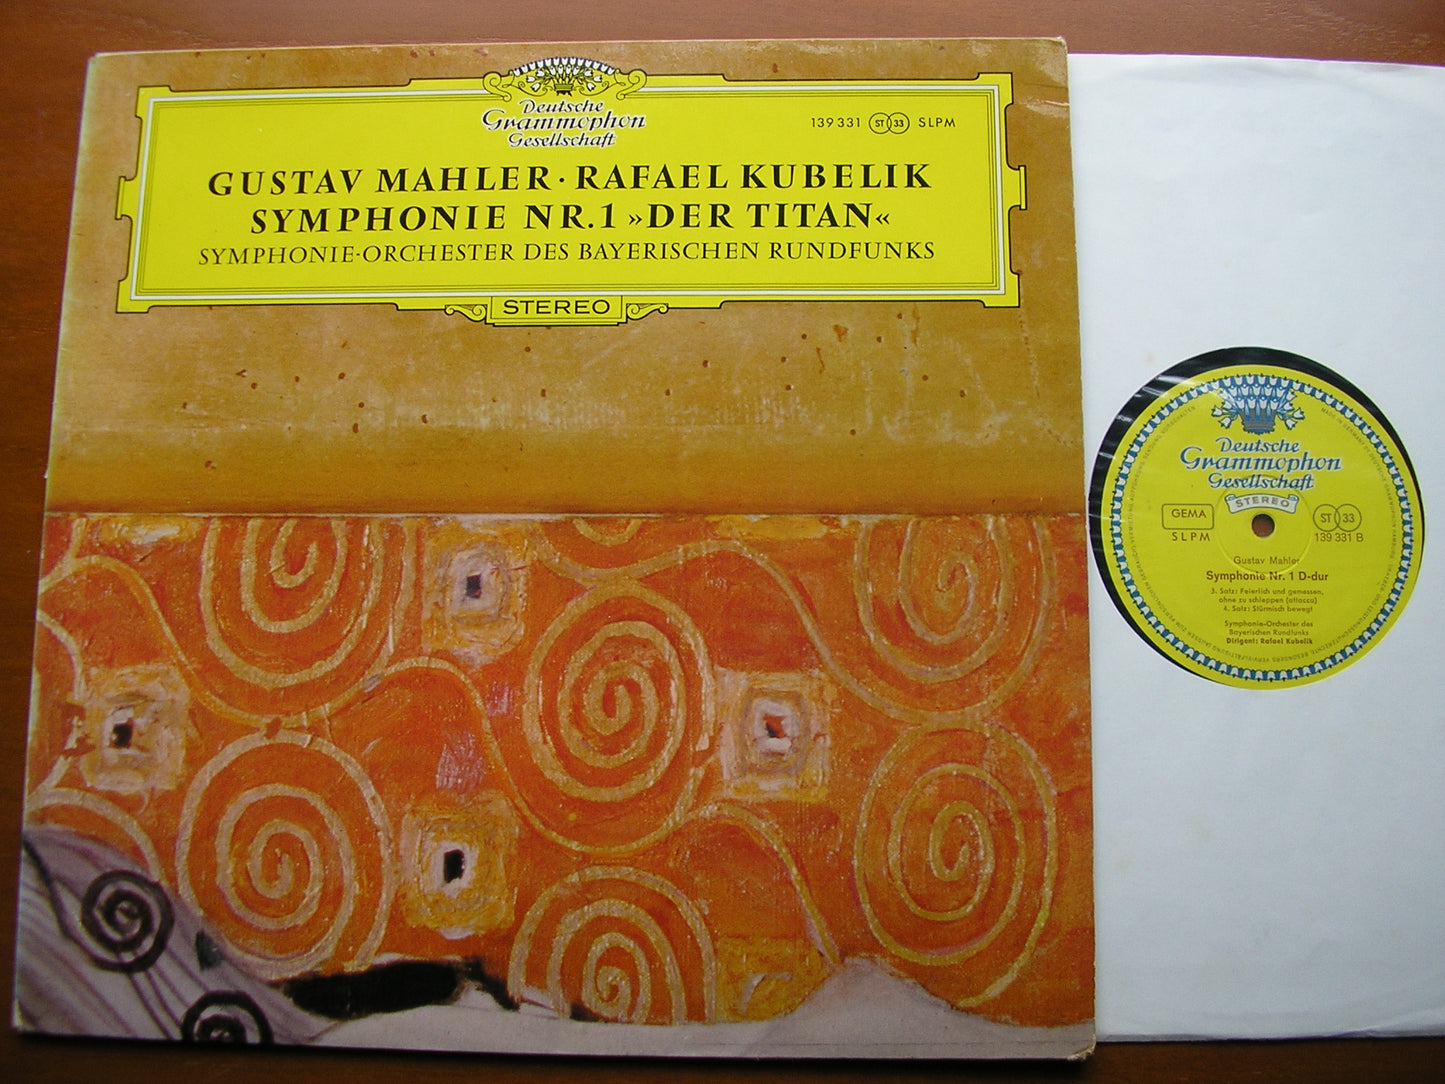 Deutsche
Grammophon
Gesellschaft
139 331 ST 33 SLPM
GUSTAV MAHLER · RAFAEL KUBELIK
SYMPHONIE NR. 1 »DER TITAN«
SYMPHONIE-ORCHESTER DES BAYERISCHEN RUNDFUNKS
STEREO
Deutsche
Grammophon
Gesellschaft
STEREO
GEMA
SLPM
ST 33
139 331 B
Gustav Mahler
Symphonie Nr. 1 D-dur
3. Satz: Feierlich und gemessen,
ohne zu schleppen (attacca)
4. Satz: Stürmisch bewegt
Symphonie-Orchester des
Bayerischen Rundfunks
Dirigent: Rafael Kubelik
MADE IN GERMANY